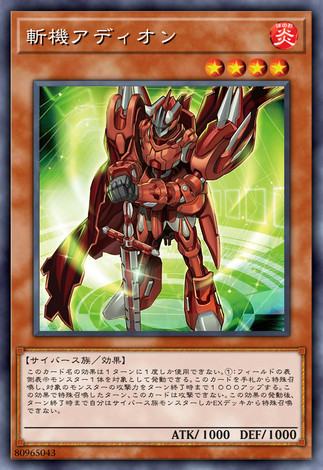 斬機アディオン
炎
【サイバース族／効果】
このカード名の効果は1ターンに1度しか使用できない。①：フィールドの表
側表示モンスター1体を対象として発動できる。このカードを手札から特殊召
喚し、対象のモンスターの攻撃力をターン終了時まで1000アップする。こ
の効果で特殊召喚したターン、このカードは攻撃できない。この効果の発動後、
ターン終了時まで自分はサイバース族モンスターしかEXデッキから特殊召喚
できない。
ATK/1000 DEF/1000
80965043